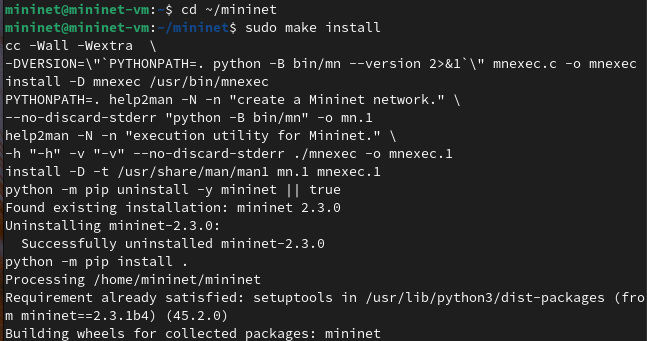 mininet@mininet-vm:~$ cd ~/mininet
mininet@mininet-vm:~/mininet$ sudo make install
cc -Wall -Wextra  \
-DVERSION=\"`PYTHONPATH=. python -B bin/mn --version 2>&1`\" mnexec.c -o mnexec
install -D mnexec /usr/bin/mnexec
PYTHONPATH=. help2man -N -n "create a Mininet network." \
--no-discard-stderr "python -B bin/mn" -o mn.1
help2man -N -n "execution utility for Mininet." \
-h "-h" -v "-v" --no-discard-stderr ./mnexec -o mnexec.1
install -D -t /usr/share/man/man1 mn.1 mnexec.1
python -m pip uninstall -y mininet || true
Found existing installation: mininet 2.3.0
Uninstalling mininet-2.3.0:
  Successfully uninstalled mininet-2.3.0
python -m pip install .
Processing /home/mininet/mininet
Requirement already satisfied: setuptools in /usr/lib/python3/dist-packages (fro
m mininet==2.3.1b4) (45.2.0)
Building wheels for collected packages: mininet